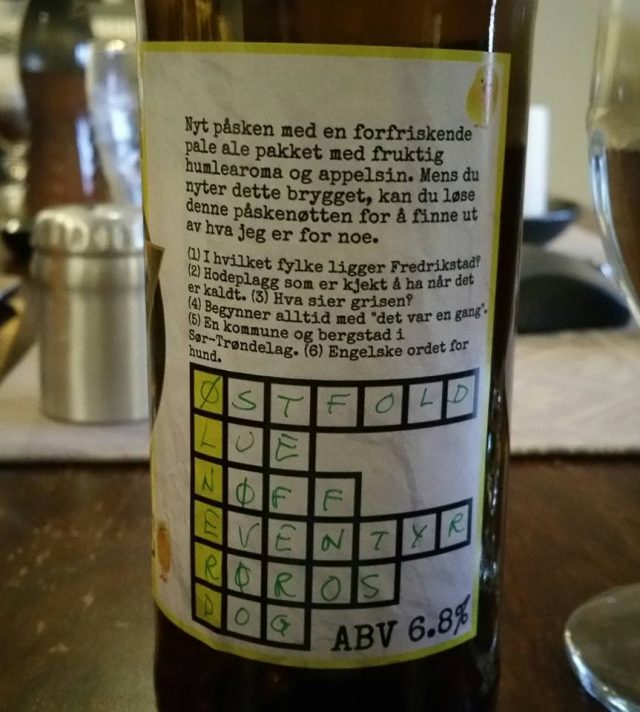 Nyt påsken med en forfriskende
pale ale pakket med fruktig
humlearoma og appelsin. Mens du
nyter dette brygget, kan du løse
denne påskenøtten for å finne ut
av hva jeg er for noe.
(1) I hvilket fylke ligger Fredrikstad?
(2) Hodeplagg som er kjekt å ha når det
er kaldt. (3) Hva sier grisen?
(4) Begynner alltid med "det var en gang".
(5) En kommune og bergstad i
Sør-Trøndelag. (6) Engelske ordet for
hund.
ØSTFOLD
LUE
NØFF
EVENTYR
RØROS
DOG
ABV 6.8%